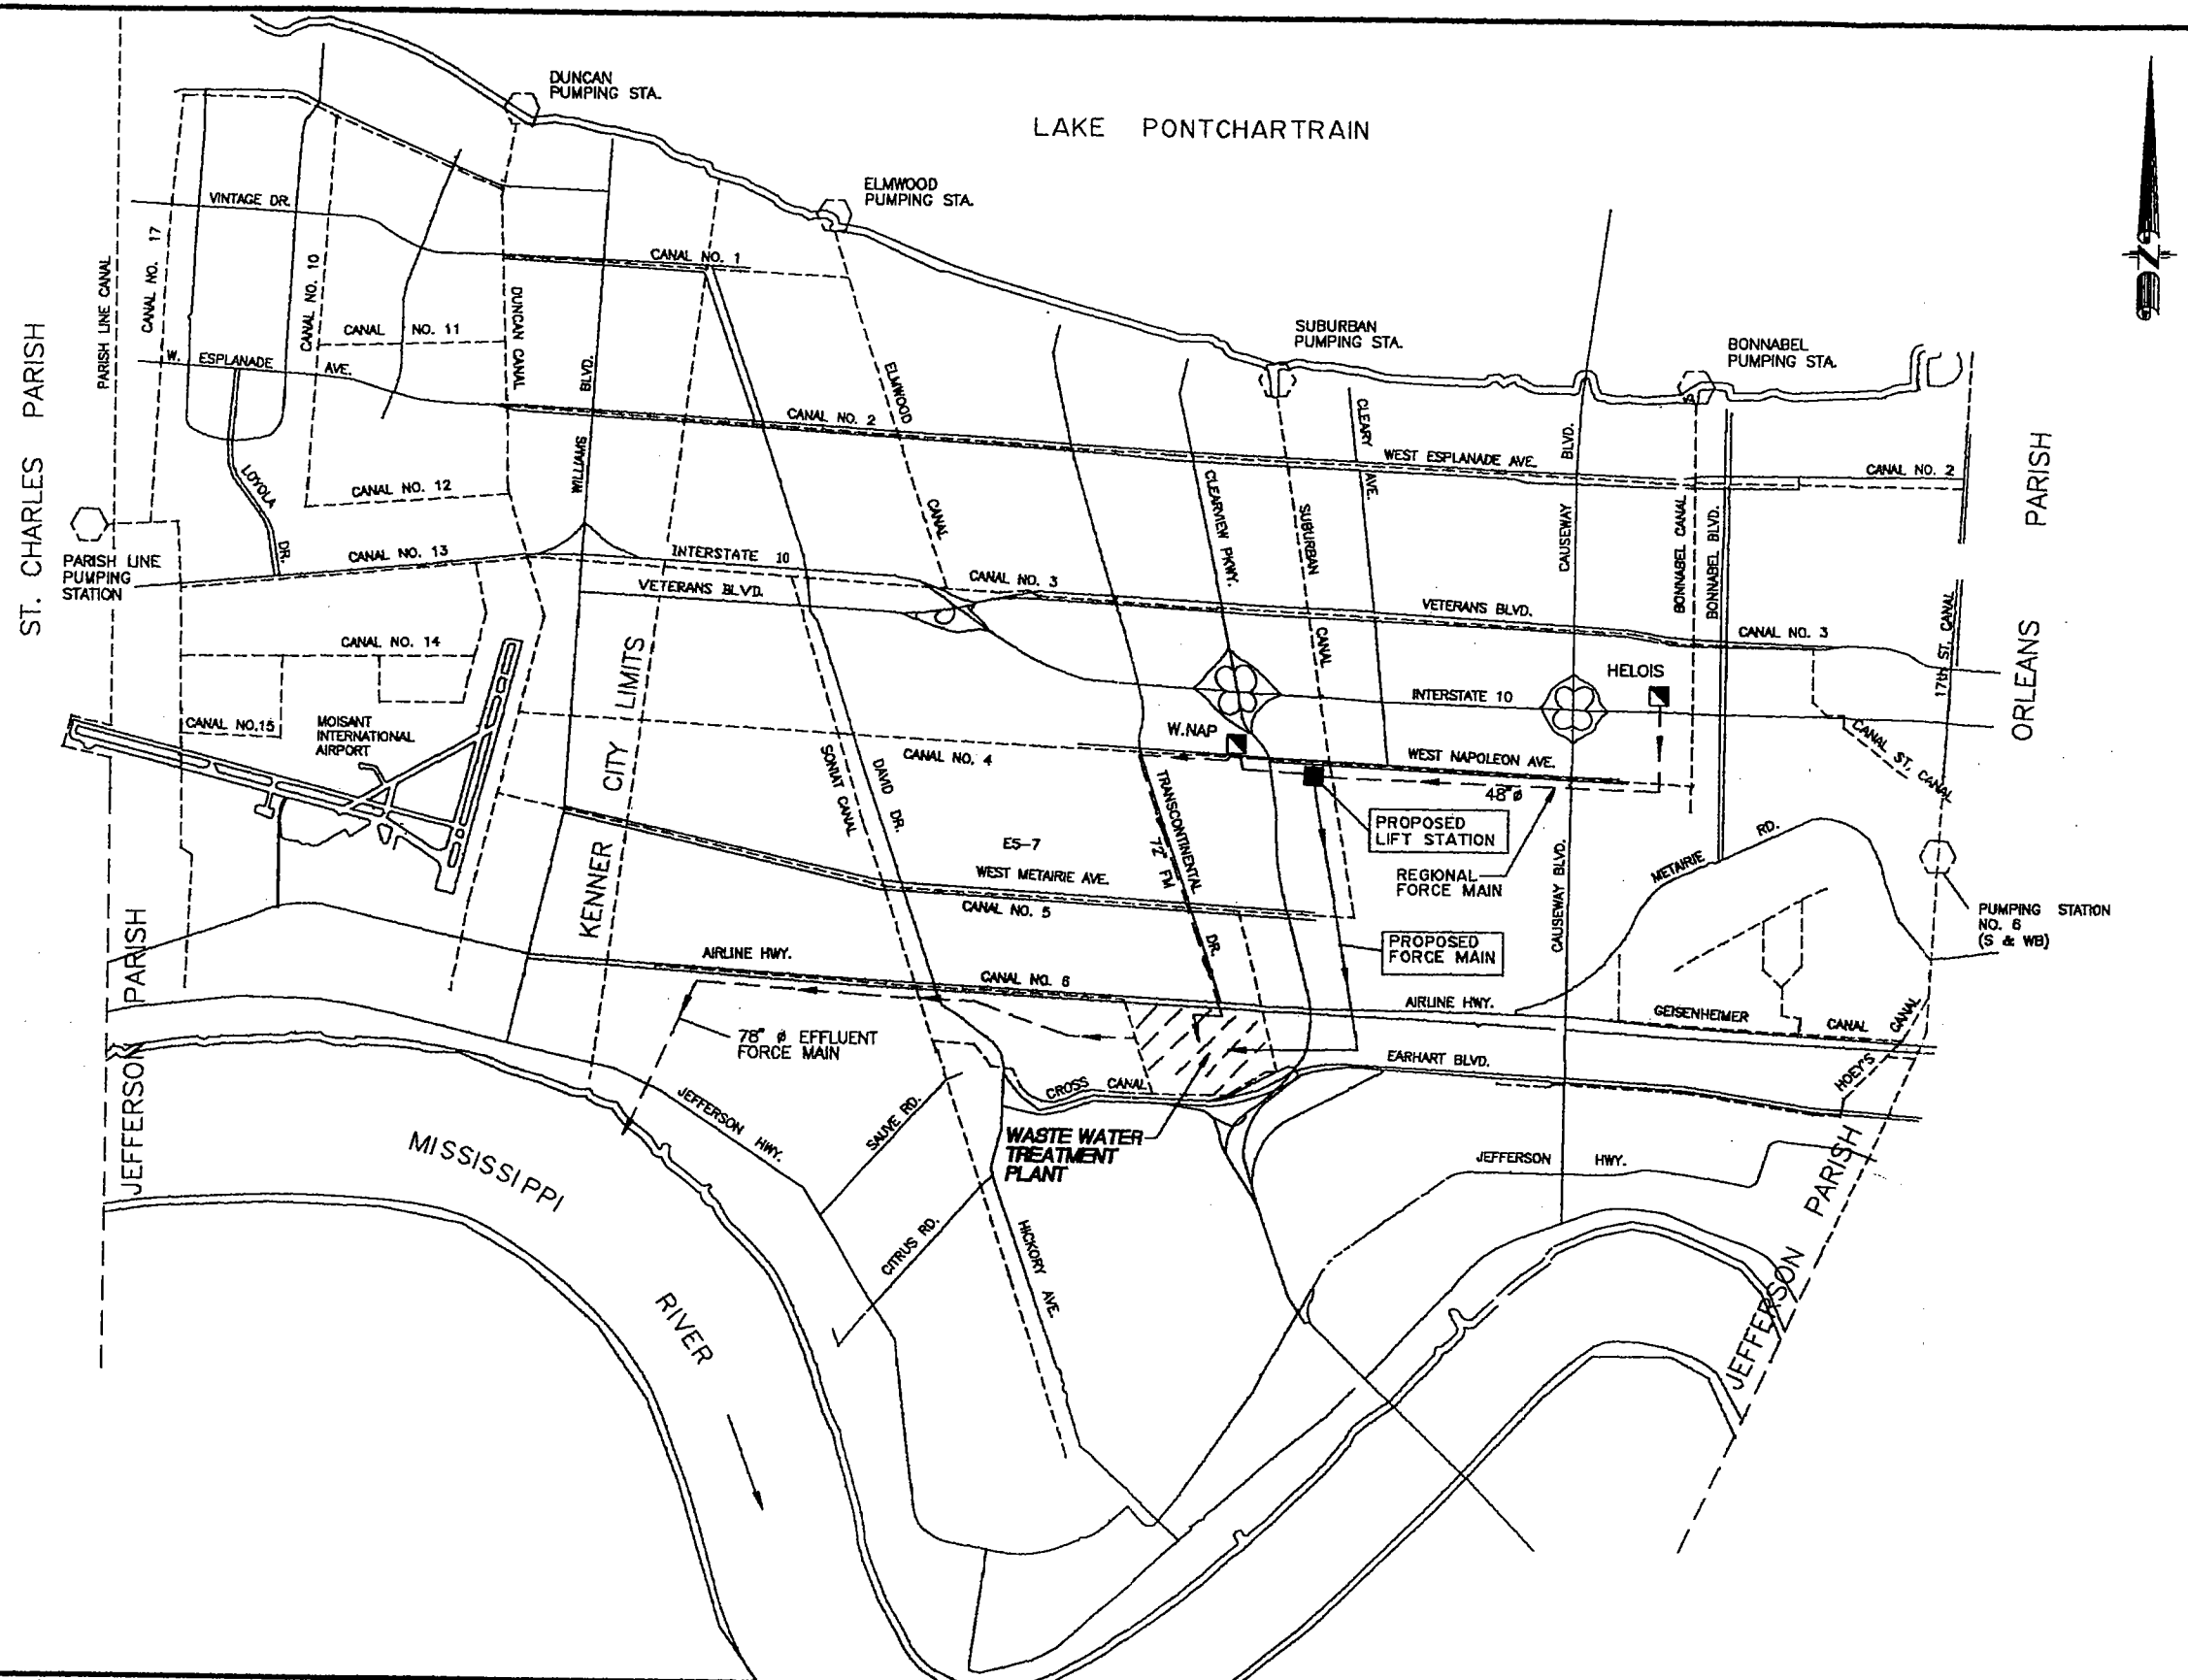 DUNCAN
PUMPING STA.
LAKE PONTCHARTRAIN
ELMWOOD
PUMPING STA.
VINTAGE DR.
CANAL NO. 17
CANAL NO. 10
PARISH LINE CANAL
CANAL NO. 1
DUNCAN CANAL
CANAL NO. 11
W. ESPLANADE AVE.
ST. CHARLES PARISH
WILLIAMS BLVD.
ELMWOOD CANAL
SUBURBAN
PUMPING STA.
BONNABEL
PUMPING STA.
CANAL NO. 2
CLEARY AVE.
WEST ESPLANADE AVE.
CANAL NO. 2
CAUSEWAY BLVD.
LOYOLA DR.
CANAL NO. 12
CLEARVIEW PKWY.
SUBURBAN CANAL
BONNABEL CANAL
BONNABEL BLVD.
ORLEANS PARISH
PARISH LINE
PUMPING
STATION
CANAL NO. 13
INTERSTATE 10
VETERANS BLVD.
CANAL NO. 3
VETERANS BLVD.
CANAL NO. 3
17th ST. CANAL
CANAL NO. 14
KENNER CITY LIMITS
HELOIS
INTERSTATE 10
CANAL NO.15
MOISANT
INTERNATIONAL
AIRPORT
W.NAP
CANAL NO. 4
SONIAT CANAL
DAVID DR.
WEST NAPOLEON AVE.
CANAL ST. CANAL
48"Ø
TRANSCONTINENTAL DR.
72" FM
PROPOSED
LIFT STATION
ES-7
WEST METAIRIE AVE.
CANAL NO. 5
REGIONAL
FORCE MAIN
METAIRIE RD.
CAUSEWAY BLVD.
PUMPING STATION
NO. 6
(S & WB)
PROPOSED
FORCE MAIN
AIRLINE HWY.
CANAL NO. 6
AIRLINE HWY.
GEISENHEIMER CANAL
JEFFERSON PARISH
78" Ø EFFLUENT
FORCE MAIN
EARHART BLVD.
HOEY'S CANAL
CROSS CANAL
JEFFERSON HWY.
SAUVE RD.
WASTE WATER
TREATMENT
PLANT
MISSISSIPPI
RIVER
JEFFERSON HWY.
CITRUS RD.
HICKORY AVE.
JEFFERSON PARISH
N